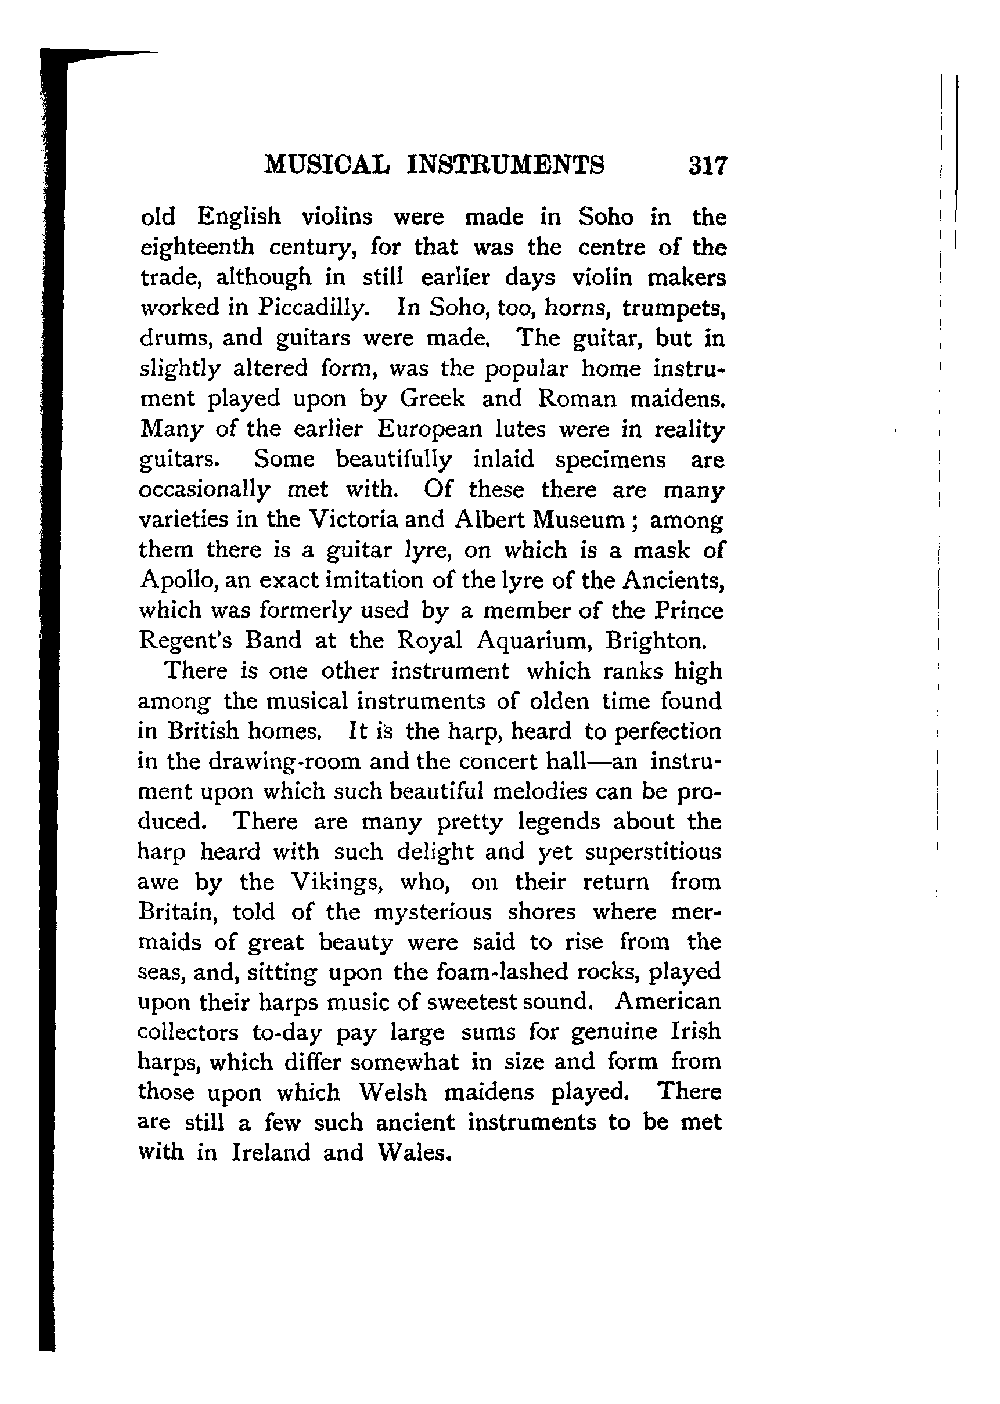 MUSICAL INSTRUMENTS 317
old English violins were made in Soho in the
eighteenth century, for that was the centre of the
trade, although in still earlier days violin makers
worked in Piccadilly. In Soho, too, horns, trumpets,
drums, and guitars were made. The guitar, but in
slightly altered form, was the popular home instru-
ment played upon by Greek and Roman maidens.
Many of the earlier European lutes were in reality
guitars. Some beautifully inlaid specimens are
occasionally met with. Of these there are many
varieties in the Victoria and Albert Museum ; among
them there is a guitar lyre, on which is a mask of
Apollo, an exact imitation of the lyre of the Ancients,
which was formerly used by a member of the Prince
Regent's Band at the Royal Aquarium, Brighton.
There is one other instrument which ranks high
among the musical instruments of olden time found
in British homes. It is the harp, heard to perfection
in the drawing-room and the concert hall—an instru-
ment upon which such beautiful melodies can be pro-
duced. There are many pretty legends about the
harp heard with such delight and yet superstitious
awe by the Vikings, who, on their return from
Britain, told of the mysterious shores where mer-
maids of great beauty were said to rise from the
seas, and, sitting upon the foam-lashed rocks, played
upon their harps music of sweetest sound. American
collectors to-day pay large sums for genuine Irish
harps, which differ somewhat in size and form from
those upon which Welsh maidens played. There
are still a few such ancient instruments to be met
with in Ireland and Wales.